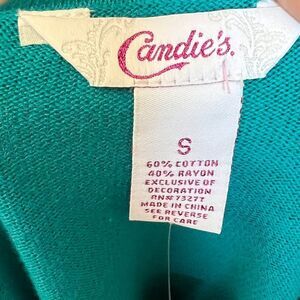 Candie's.
S
60% COTTON
40% RAYON
EXCLUSIVE OF
DECORATION
RN# 73277
MADE IN CHINA
SEE REVERSE
FOR CARE